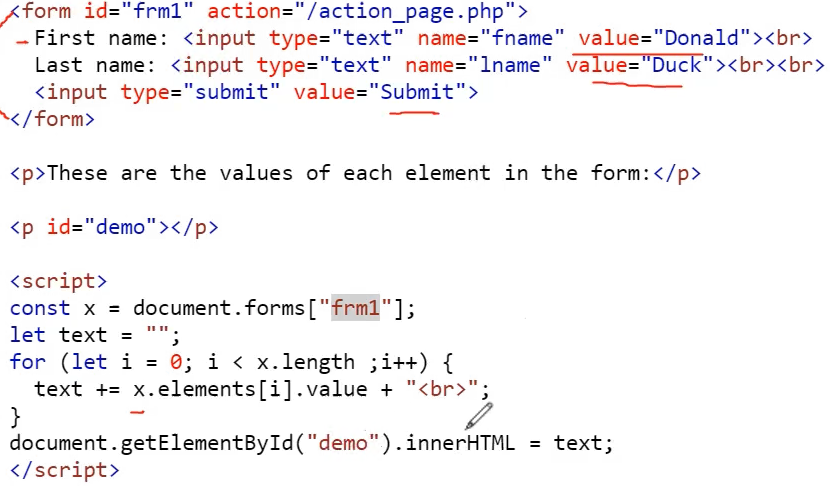 <form id="frm1" action="/action_page.php">
First name: <input type="text" name="fname" value="Donald"><br>
Last name: <input type="text" name="lname" value="Duck"><br><br>
<input type="submit" value="Submit">
</form>
<p>These are the values of each element in the form:</p>
<p id="demo"></p>
<script>
const x = document.forms["frm1"];
let text = "";
for (let i = 0; i < x.length ;i++) {
text += x.elements[i].value + "<br>";
}
document.getElementById("demo").innerHTML = text;
</script>